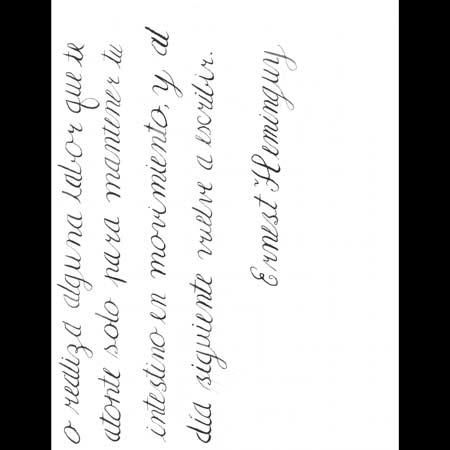 o realiza alguna labor que te
atonte solo para mantener tu
intestino en movimiento, y al
día siguiente vuelve a escribir.
Ernest Heminguy